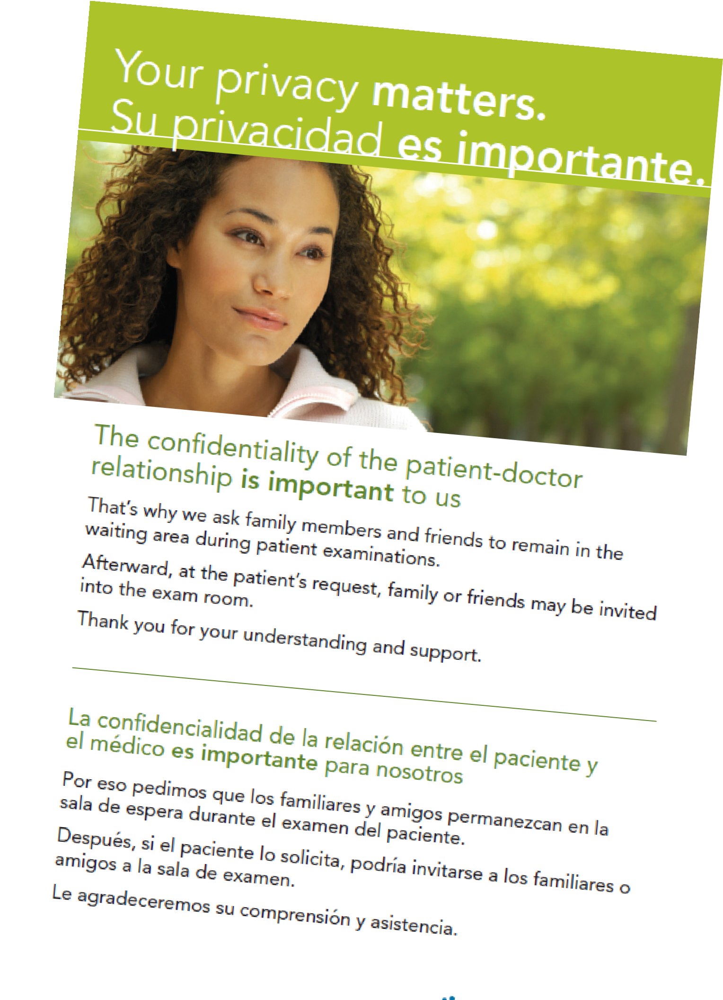 Your privacy matters.
Su privacidad es importante.
The confidentiality of the patient-doctor
relationship is important to us
That's why we ask family members and friends to remain in the
waiting area during patient examinations.
Afterward, at the patient's request, family or friends may be invited
into the exam room.
Thank you for your understanding and support.
La confidencialidad de la relación entre el paciente y
el médico es importante para nosotros
Por eso pedimos que los familiares y amigos permanezcan en la
sala de espera durante el examen del paciente.
Después, si el paciente lo solicita, podría invitarse a los familiares o
amigos a la sala de examen.
Le agradeceremos su comprensión y asistencia.